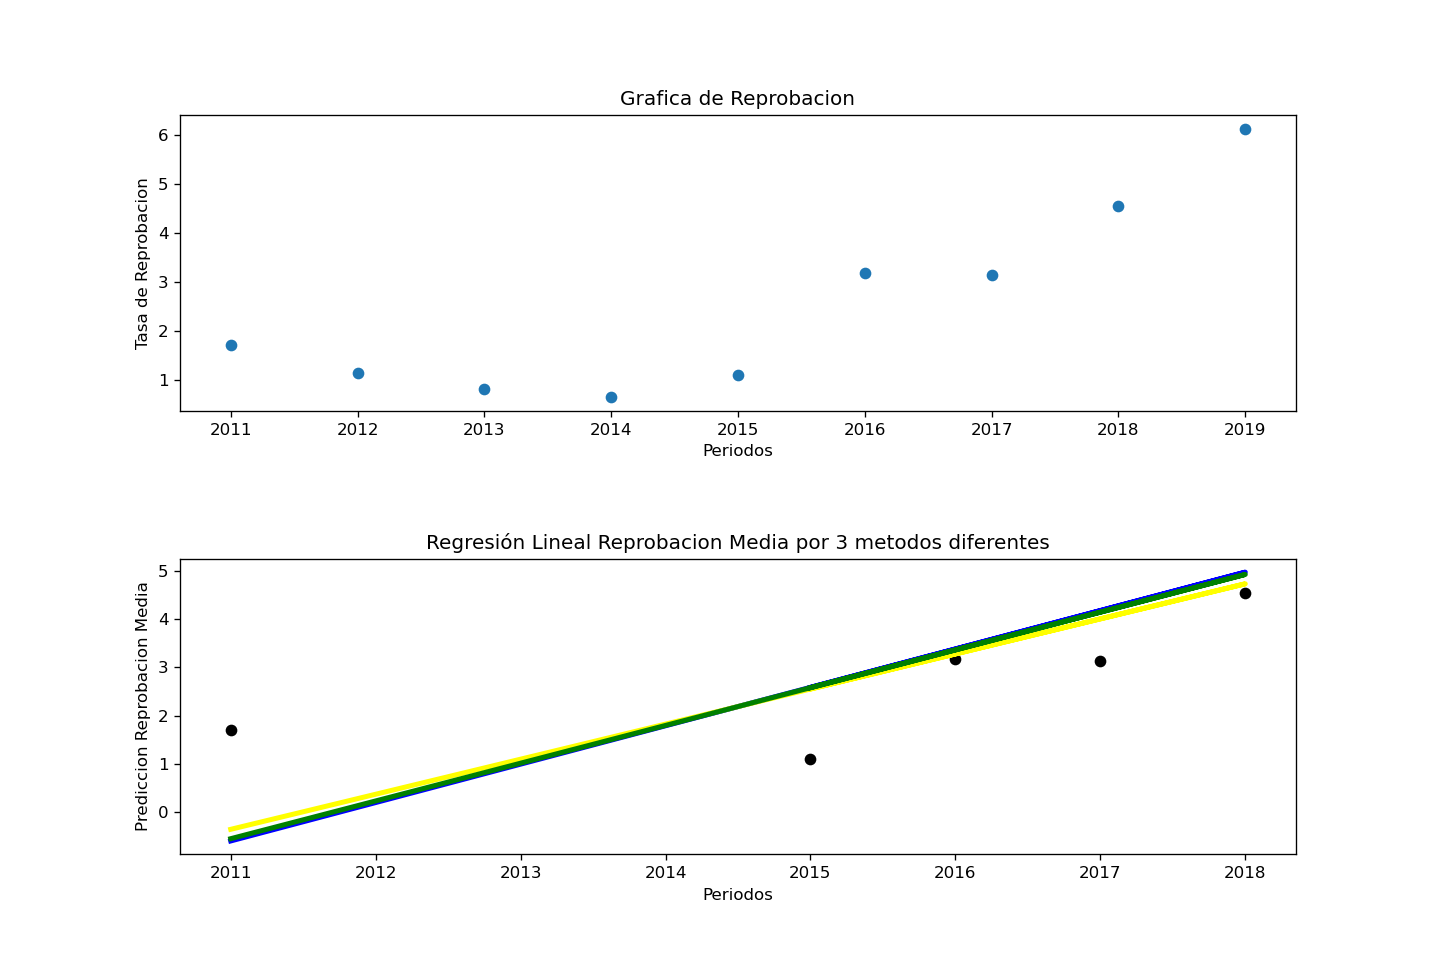 Grafica de Reprobacion
Tasa de Reprobacion
6
5
4
3
2
1
2011 2012 2013 2014 2015 2016 2017 2018 2019
Periodos
Regresión Lineal Reprobacion Media por 3 metodos diferentes
Prediccion Reprobacion Media
5
4
3
2
1
0
2011 2012 2013 2014 2015 2016 2017 2018
Periodos